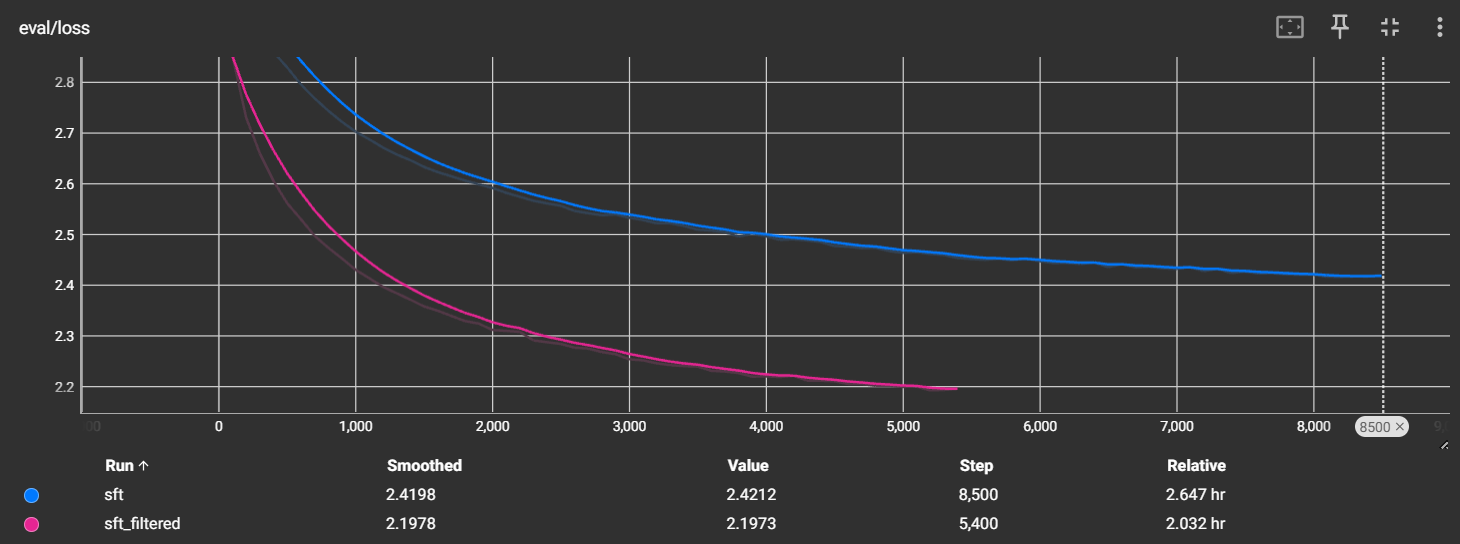 eval/loss
2.8
2.7
2.6
2.5
2.4
2.3
2.2
00 0 1,000 2,000 3,000 4,000 5,000 6,000 7,000 8,000 8500 × 9,
Run ↑ Smoothed Value Step Relative
sft 2.4198 2.4212 8,500 2.647 hr
sft_filtered 2.1978 2.1973 5,400 2.032 hr